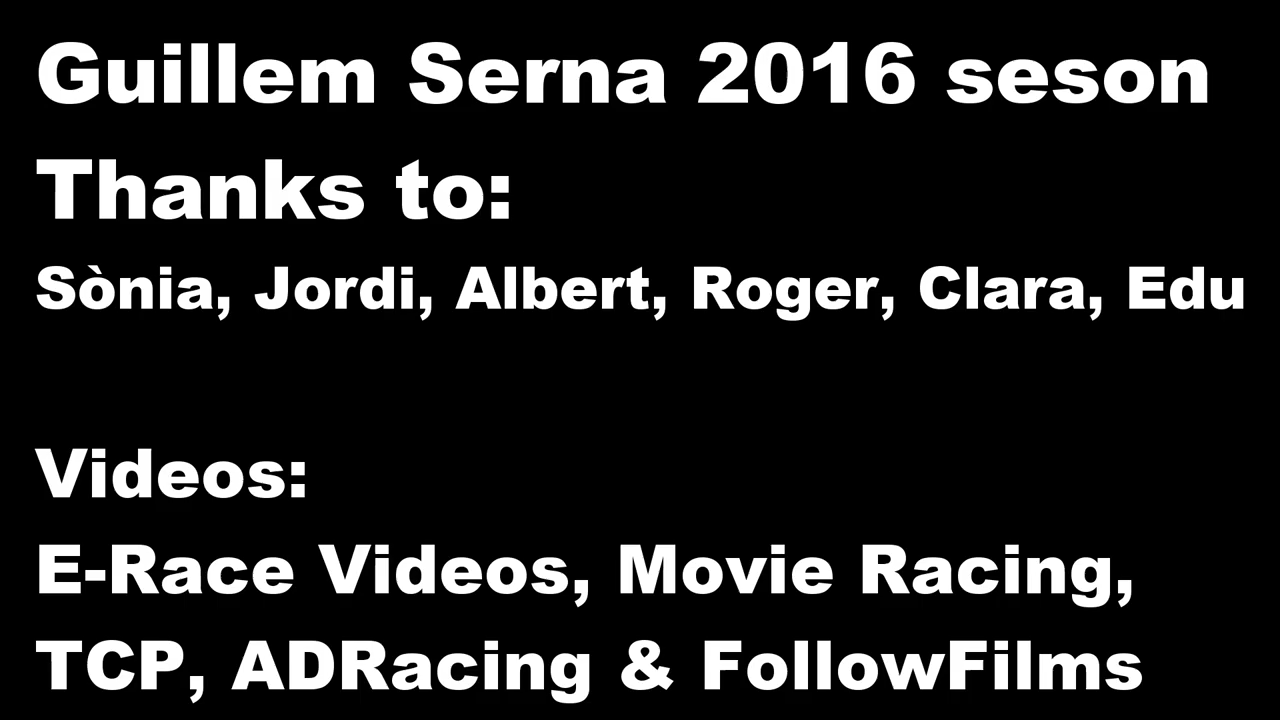 Guillem Serna 2016 seson
Thanks to:
Sònia, Jordi, Albert, Roger, Clara, Edu
Videos:
E-Race Videos, Movie Racing,
TCP, ADRacing & FollowFilms